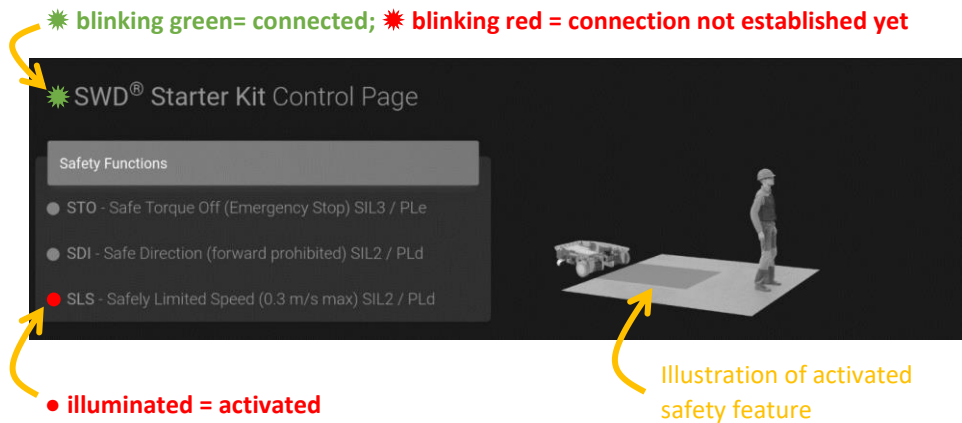 blinking green= connected; blinking red = connection not established yet
SWD® Starter Kit Control Page
Safety Functions
STO - Safe Torque Off (Emergency Stop) SIL3 / PLe
SDI - Safe Direction (forward prohibited) SIL2 / PLd
SLS - Safely Limited Speed (0.3 m/s max) SIL2 / PLd
illuminated = activated
Illustration of activated
safety feature